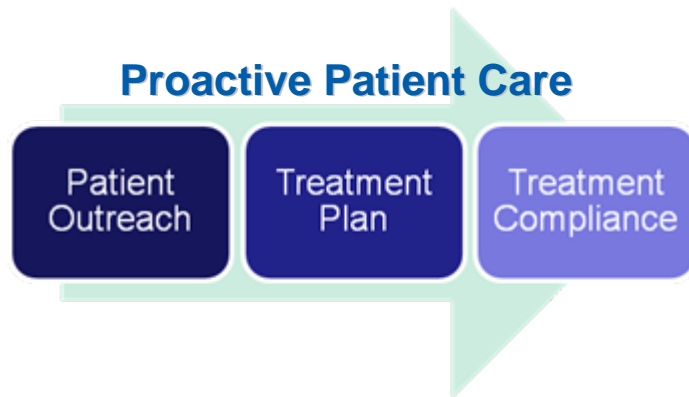 Proactive Patient Care
Patient
Outreach
Treatment
Plan
Treatment
Compliance